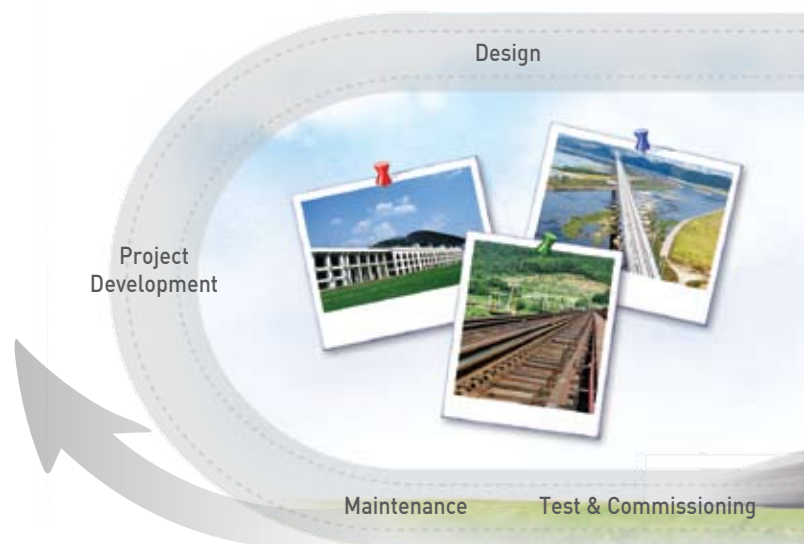 Design
Project
Development
Maintenance
Test & Commissioning